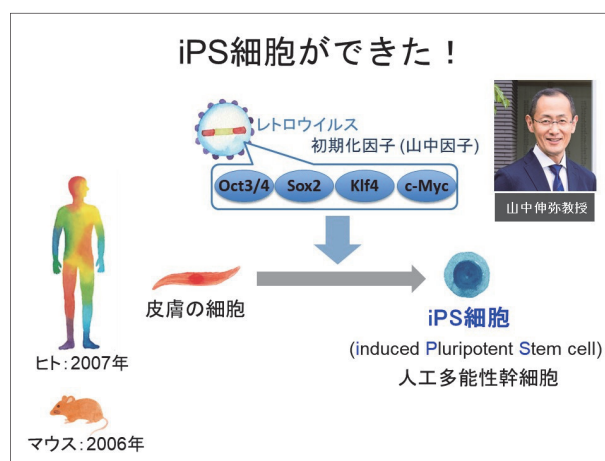 iPS細胞ができた！
レトロウイルス
初期化因子(山中因子)
Oct3/4 Sox2 Klf4 c-Myc
山中伸弥教授
皮膚の細胞
iPS細胞
(induced Pluripotent Stem cell)
人工多能性幹細胞
ヒト：2007年
マウス：2006年